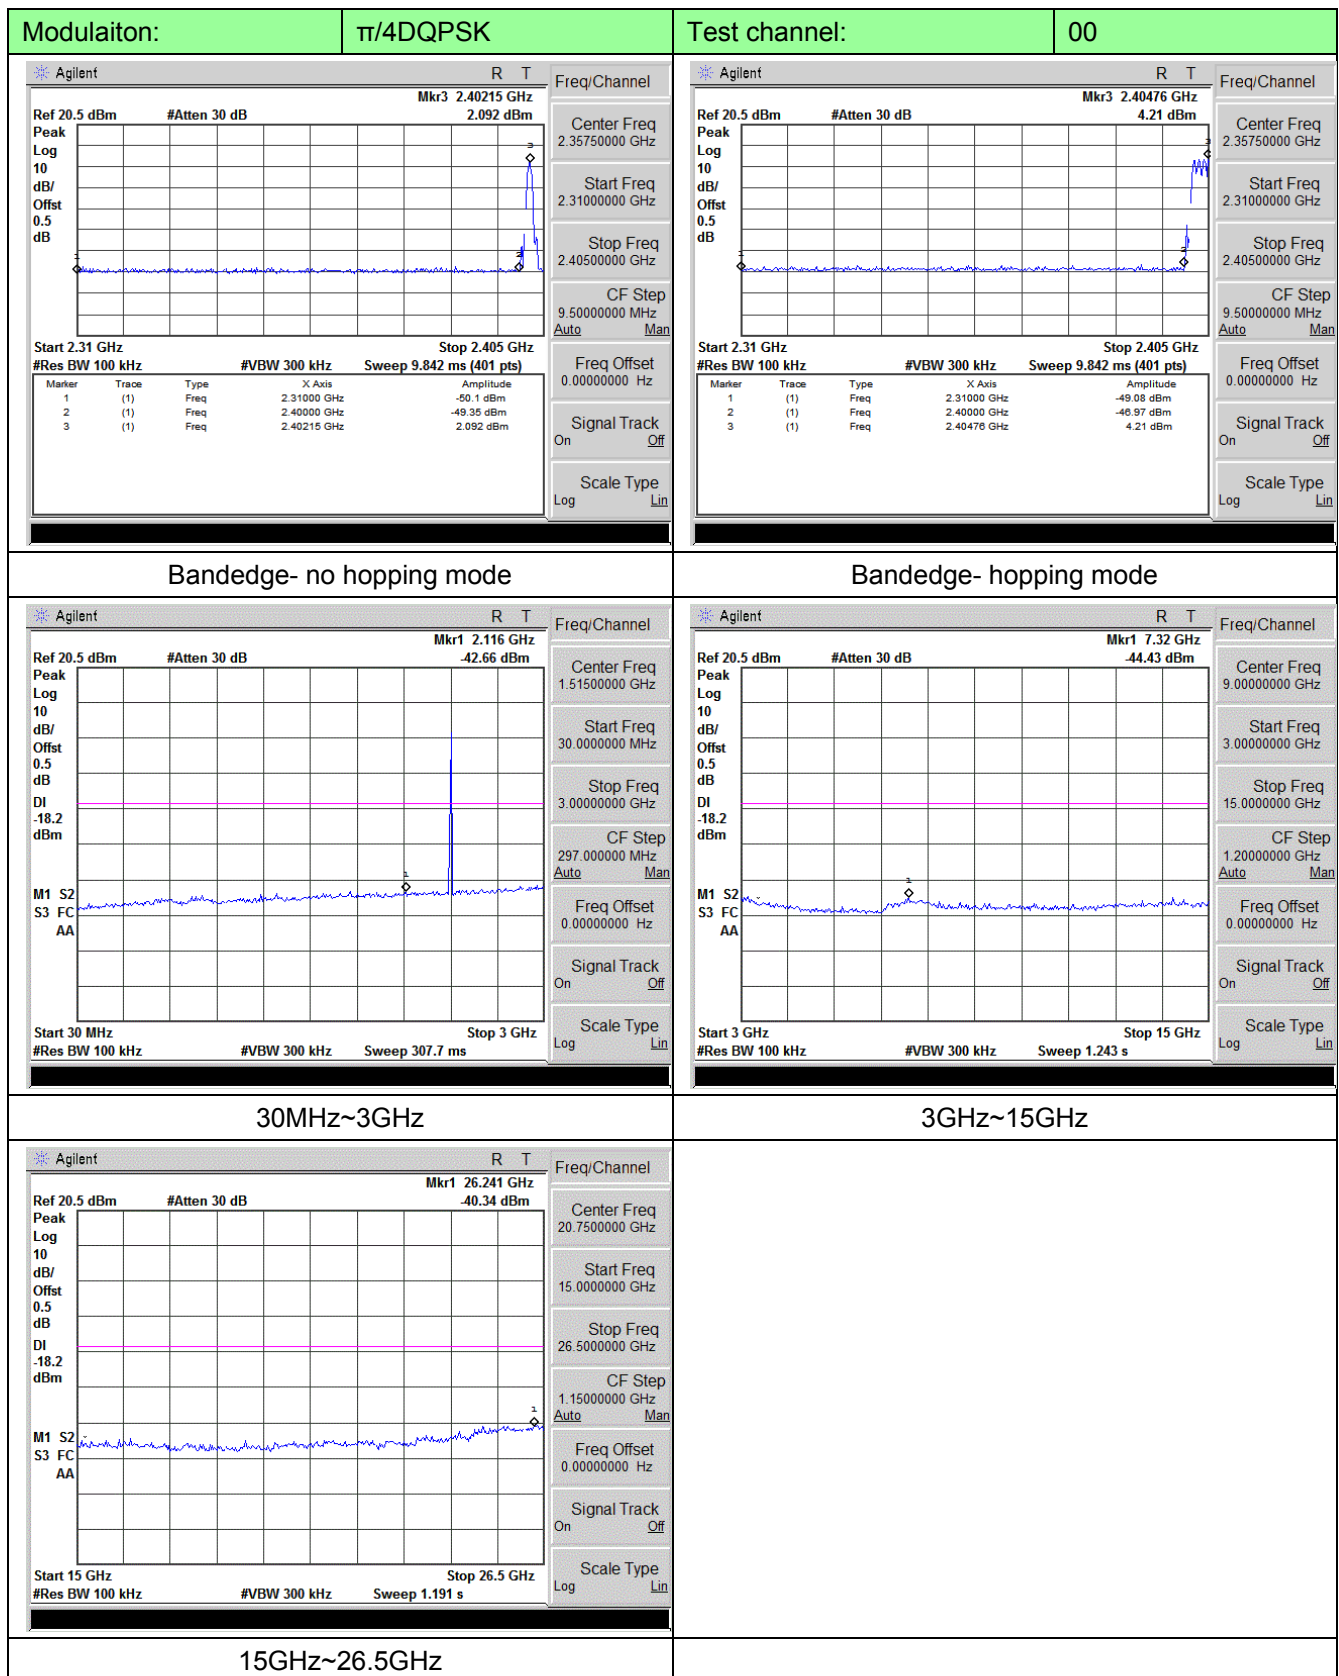 Modulaiton: π/4DQPSK Test channel: 00
Agilent R T Freq/Channel
Mkr3 2.40215 GHz
Ref 20.5 dBm #Atten 30 dB 2.092 dBm
Peak
Log
10
dB/
Offst
0.5
dB
3
1
2
Start 2.31 GHz Stop 2.405 GHz
#Res BW 100 kHz #VBW 300 kHz Sweep 9.842 ms (401 pts)
Marker Trace Type X Axis Amplitude
1 (1) Freq 2.31000 GHz -50.1 dBm
2 (1) Freq 2.40000 GHz -49.35 dBm
3 (1) Freq 2.40215 GHz 2.092 dBm
Center Freq
2.35750000 GHz
Start Freq
2.31000000 GHz
Stop Freq
2.40500000 GHz
CF Step
9.50000000 MHz
Auto Man
Freq Offset
0.00000000 Hz
Signal Track
On Off
Scale Type
Log Lin
Agilent R T Freq/Channel
Mkr3 2.40476 GHz
Ref 20.5 dBm #Atten 30 dB 4.21 dBm
Peak
Log
10
dB/
Offst
0.5
dB
3
1
2
Start 2.31 GHz Stop 2.405 GHz
#Res BW 100 kHz #VBW 300 kHz Sweep 9.842 ms (401 pts)
Marker Trace Type X Axis Amplitude
1 (1) Freq 2.31000 GHz -49.08 dBm
2 (1) Freq 2.40000 GHz -46.97 dBm
3 (1) Freq 2.40476 GHz 4.21 dBm
Center Freq
2.35750000 GHz
Start Freq
2.31000000 GHz
Stop Freq
2.40500000 GHz
CF Step
9.50000000 MHz
Auto Man
Freq Offset
0.00000000 Hz
Signal Track
On Off
Scale Type
Log Lin
Bandedge- no hopping mode Bandedge- hopping mode
Agilent R T Freq/Channel
Mkr1 2.116 GHz
Ref 20.5 dBm #Atten 30 dB -42.66 dBm
Peak
Log
10
dB/
Offst
0.5
dB
DI
-18.2
dBm
1
M1 S2
S3 FC
AA
Start 30 MHz Stop 3 GHz
#Res BW 100 kHz #VBW 300 kHz Sweep 307.7 ms
Center Freq
1.51500000 GHz
Start Freq
30.0000000 MHz
Stop Freq
3.00000000 GHz
CF Step
297.000000 MHz
Auto Man
Freq Offset
0.00000000 Hz
Signal Track
On Off
Scale Type
Log Lin
Agilent R T Freq/Channel
Mkr1 7.32 GHz
Ref 20.5 dBm #Atten 30 dB -44.43 dBm
Peak
Log
10
dB/
Offst
0.5
dB
DI
-18.2
dBm
1
M1 S2
S3 FC
AA
Start 3 GHz Stop 15 GHz
#Res BW 100 kHz #VBW 300 kHz Sweep 1.243 s
Center Freq
9.00000000 GHz
Start Freq
3.00000000 GHz
Stop Freq
15.0000000 GHz
CF Step
1.20000000 GHz
Auto Man
Freq Offset
0.00000000 Hz
Signal Track
On Off
Scale Type
Log Lin
30MHz~3GHz 3GHz~15GHz
Agilent R T Freq/Channel
Mkr1 26.241 GHz
Ref 20.5 dBm #Atten 30 dB -40.34 dBm
Peak
Log
10
dB/
Offst
0.5
dB
DI
-18.2
dBm
1
M1 S2
S3 FC
AA
Start 15 GHz Stop 26.5 GHz
#Res BW 100 kHz #VBW 300 kHz Sweep 1.191 s
Center Freq
20.7500000 GHz
Start Freq
15.0000000 GHz
Stop Freq
26.5000000 GHz
CF Step
1.15000000 GHz
Auto Man
Freq Offset
0.00000000 Hz
Signal Track
On Off
Scale Type
Log Lin
15GHz~26.5GHz